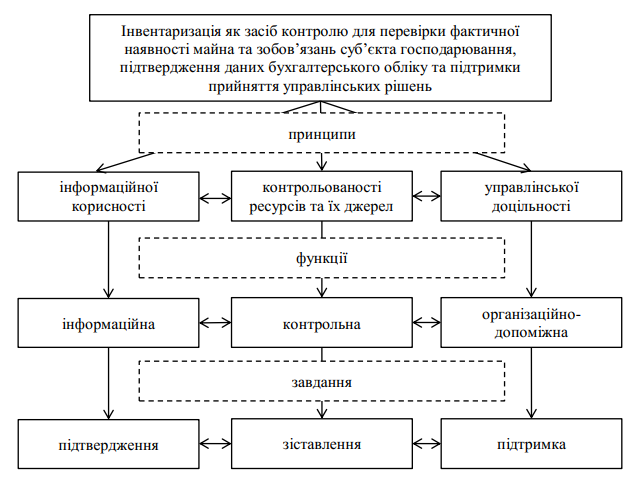 Інвентаризація як засіб контролю для перевірки фактичної
наявності майна та зобов’язань суб’єкта господарювання,
підтвердження даних бухгалтерського обліку та підтримки
прийняття управлінських рішень
принципи
інформаційної
корисності
контрольованості
ресурсів та їх джерел
управлінської
доцільності
функції
інформаційна
контрольна
організаційно-
допоміжна
завдання
підтвердження
зіставлення
підтримка